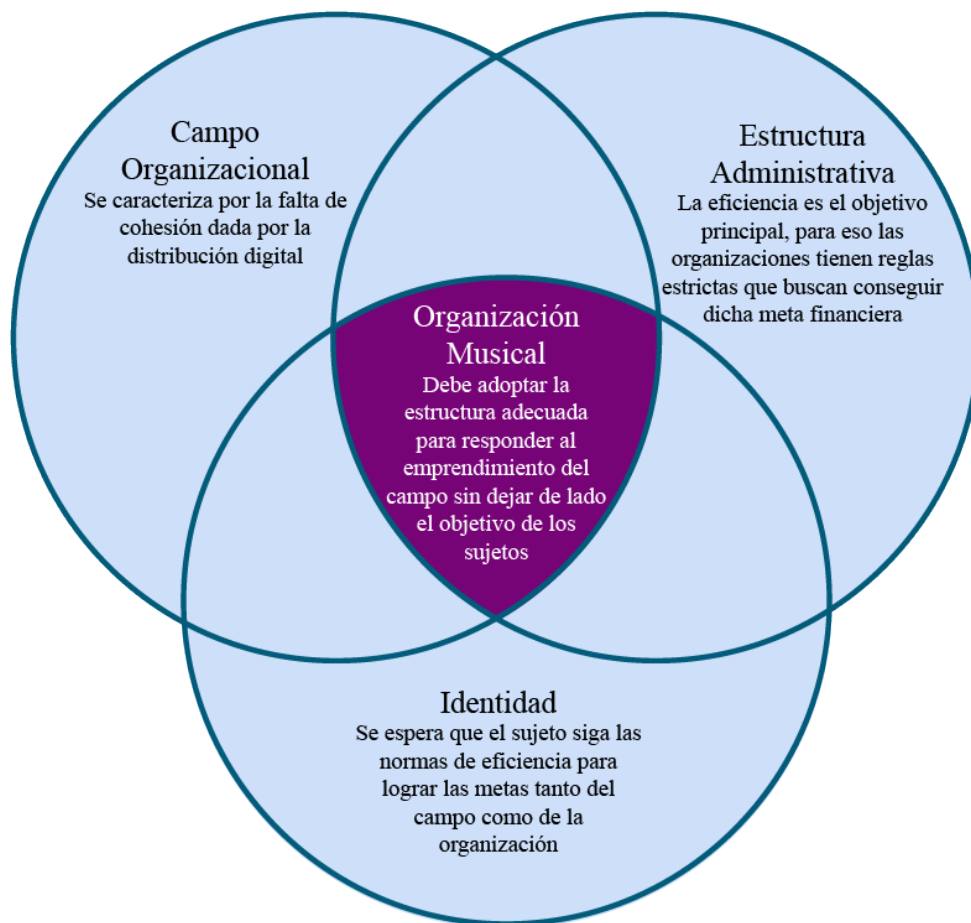 Campo
Organizacional
Se caracteriza por la falta de
cohesión dada por la
distribución digital
Estructura
Administrativa
La eficiencia es el objetivo
principal, para eso las
organizaciones tienen reglas
estrictas que buscan conseguir
dicha meta financiera
Organización
Musical
Debe adoptar la
estructura adecuada
para responder al
emprendimiento del
campo sin dejar de lado
el objetivo de los
sujetos
Identidad
Se espera que el sujeto siga las
normas de eficiencia para
lograr las metas tanto del
campo como de la
organización